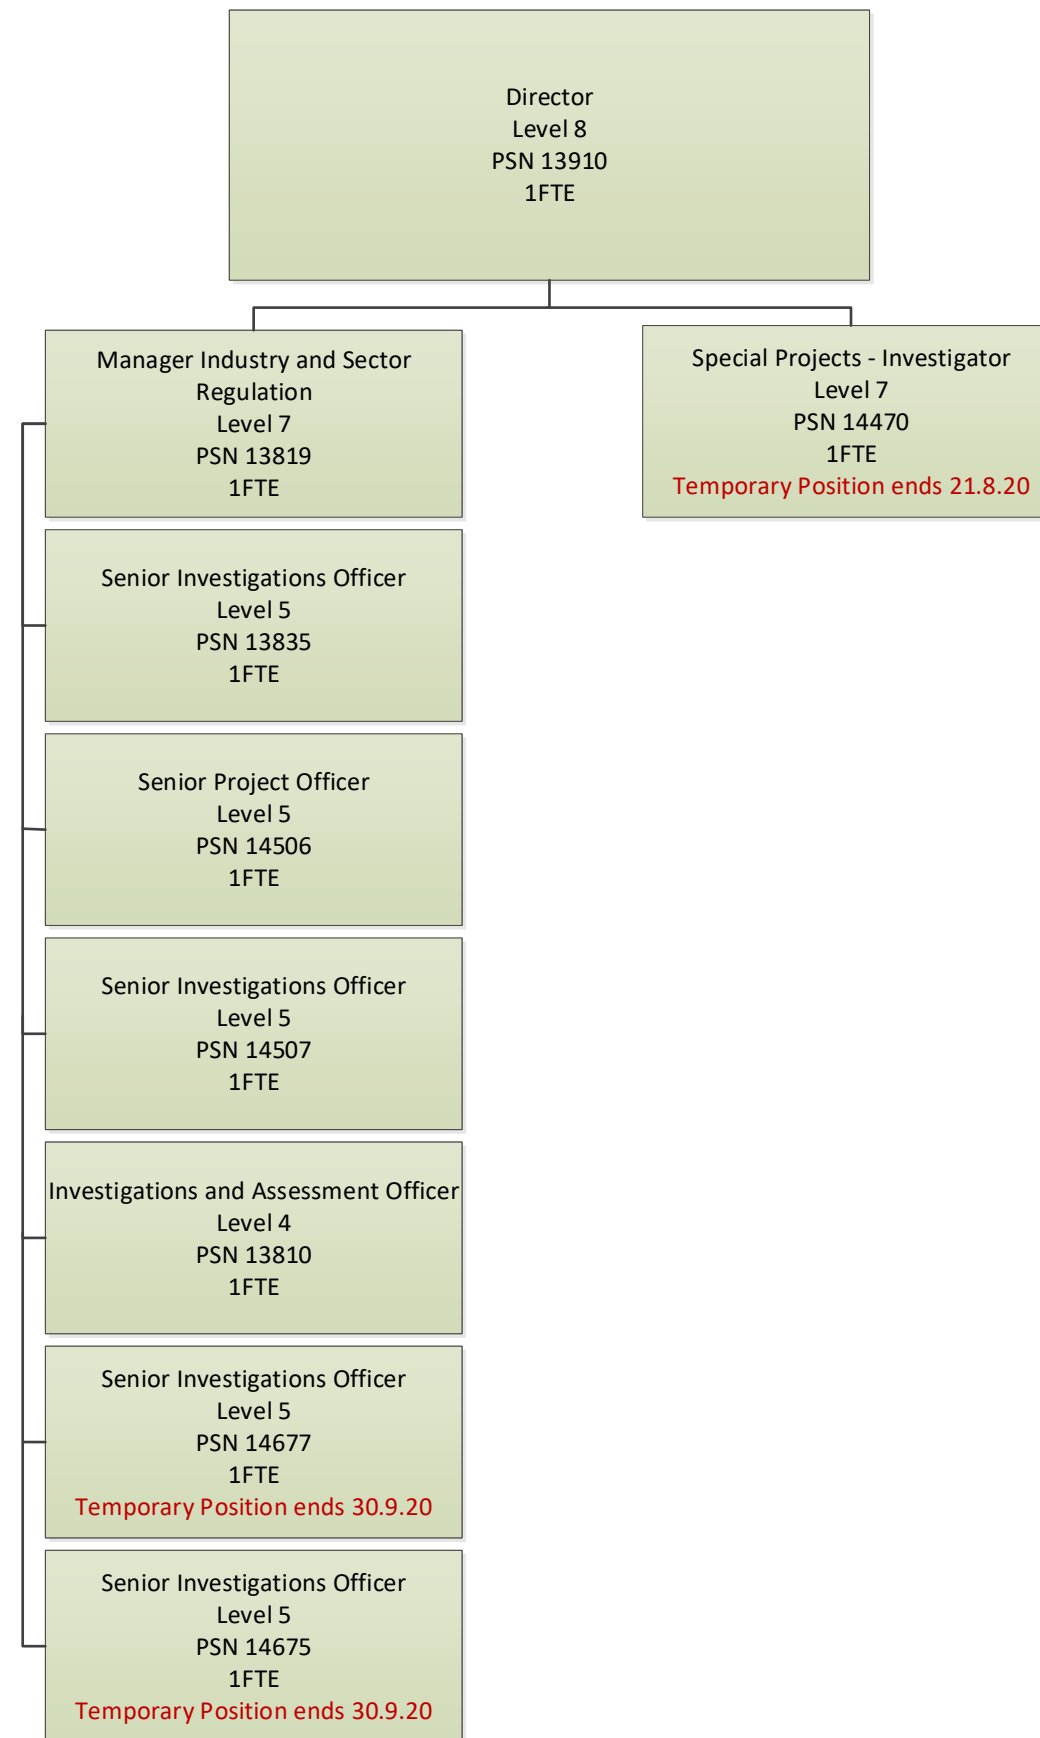 Director
Level 8
PSN 13910
1FTE
Manager Industry and Sector
Regulation
Level 7
PSN 13819
1FTE
Special Projects - Investigator
Level 7
PSN 14470
1FTE
Temporary Position ends 21.8.20
Senior Investigations Officer
Level 5
PSN 13835
1FTE
Senior Project Officer
Level 5
PSN 14506
1FTE
Senior Investigations Officer
Level 5
PSN 14507
1FTE
Investigations and Assessment Officer
Level 4
PSN 13810
1FTE
Senior Investigations Officer
Level 5
PSN 14677
1FTE
Temporary Position ends 30.9.20
Senior Investigations Officer
Level 5
PSN 14675
1FTE
Temporary Position ends 30.9.20